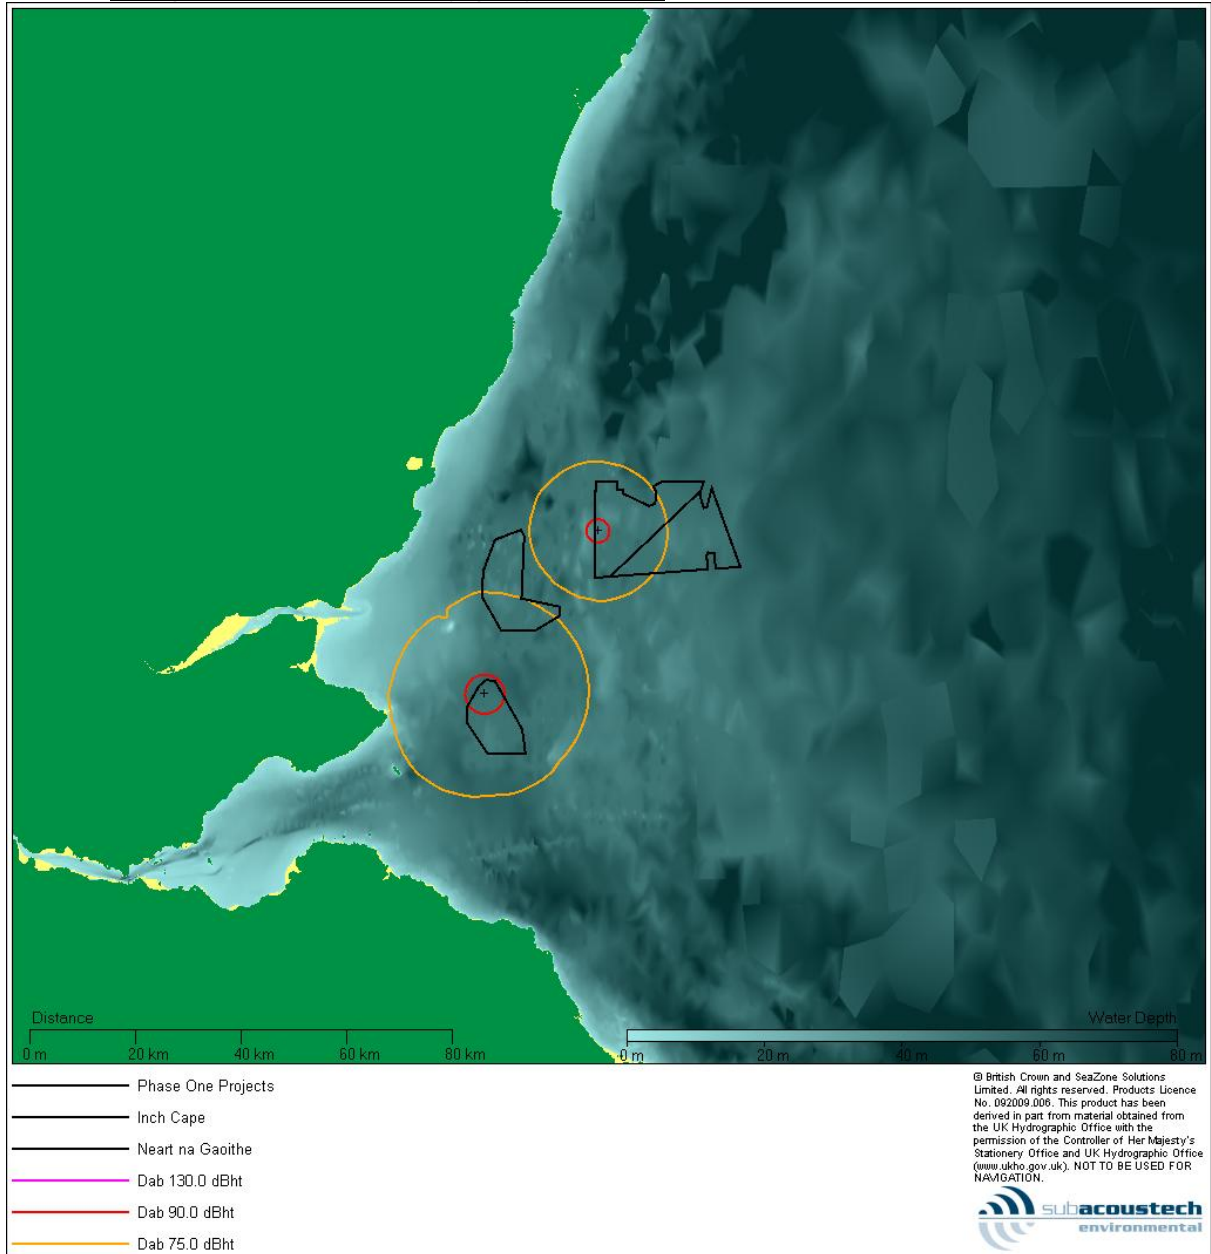 Distance
0 m 20 km 40 km 60 km 80 km
Water Depth
0 m 20 m 40 m 60 m 80 m
Phase One Projects
Inch Cape
Neart na Gaoithe
Dab 130.0 dBht
Dab 90.0 dBht
Dab 75.0 dBht
© British Crown and SeaZone Solutions
Limited. All rights reserved. Products Licence
No. 092009.006. This product has been
derived in part from material obtained from
the UK Hydrographic Office with the
permission of the Controller of Her Majesty's
Stationery Office and UK Hydrographic Office
(www.ukho.gov.uk). NOT TO BE USED FOR
NAVIGATION.
subacoustech
environmental